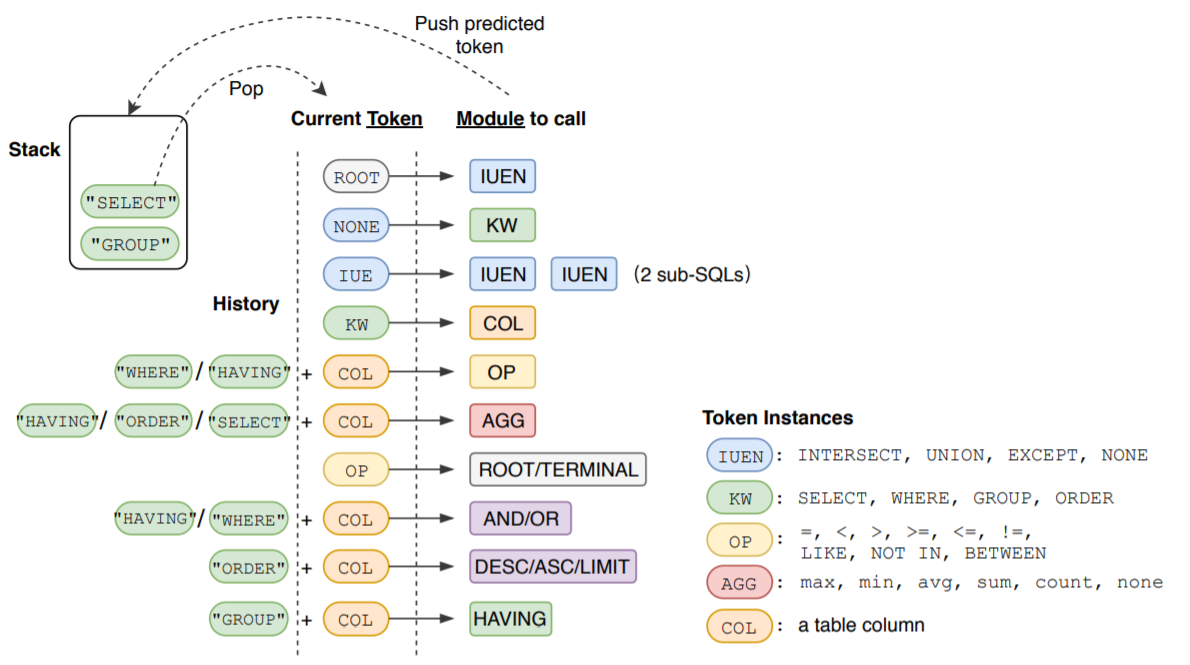 Push predicted
token
Pop
Current Token Module to call
Stack
"SELECT"
"GROUP"
ROOT IUEN
NONE KW
IUE IUEN IUEN (2 sub-SQLs)
History
KW COL
"WHERE" / "HAVING" + COL OP
"HAVING" / "ORDER" / "SELECT" + COL AGG
OP ROOT/TERMINAL
"HAVING" / "WHERE" + COL AND/OR
"ORDER" + COL DESC/ASC/LIMIT
"GROUP" + COL HAVING
Token Instances
IUEN : INTERSECT, UNION, EXCEPT, NONE
KW : SELECT, WHERE, GROUP, ORDER
OP : =, <, >, >=, <=, !=,
LIKE, NOT IN, BETWEEN
AGG : max, min, avg, sum, count, none
COL : a table column